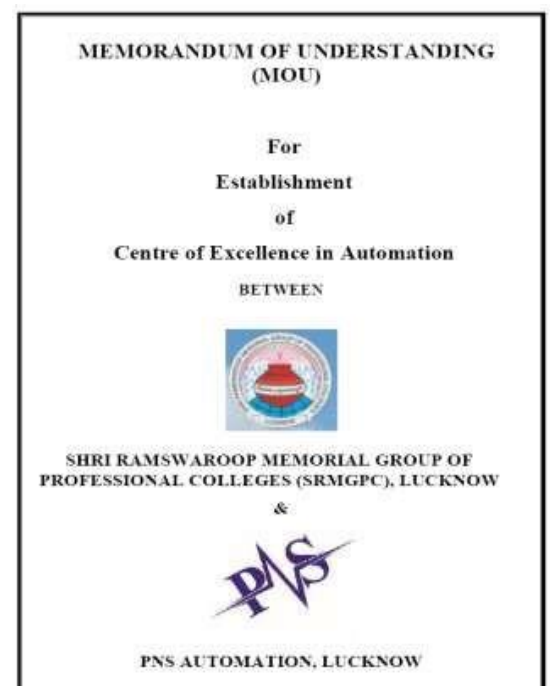 MEMORANDUM OF UNDERSTANDING
(MOU)
For
Establishment
of
Centre of Excellence in Automation
BETWEEN
SHRI RAMSWAROOP MEMORIAL GROUP OF
PROFESSIONAL COLLEGES (SRMGPC), LUCKNOW
&
PNS
PNS AUTOMATION, LUCKNOW